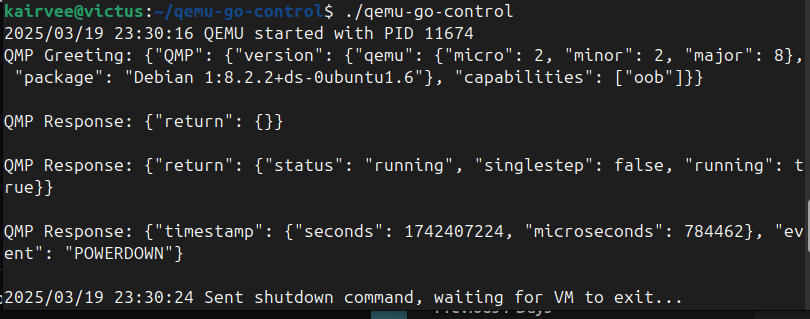 kairvee@victus:~/qemu-go-control$ ./qemu-go-control
2025/03/19 23:30:16 QEMU started with PID 11674
QMP Greeting: {"QMP": {"version": {"qemu": {"micro": 2, "minor": 2, "major": 8},
 "package": "Debian 1:8.2.2+ds-0ubuntu1.6"}, "capabilities": ["oob"]}}
QMP Response: {"return": {}}
QMP Response: {"return": {"status": "running", "singlestep": false, "running": t
rue}}
QMP Response: {"timestamp": {"seconds": 1742407224, "microseconds": 784462}, "ev
ent": "POWERDOWN"}
2025/03/19 23:30:24 Sent shutdown command, waiting for VM to exit...